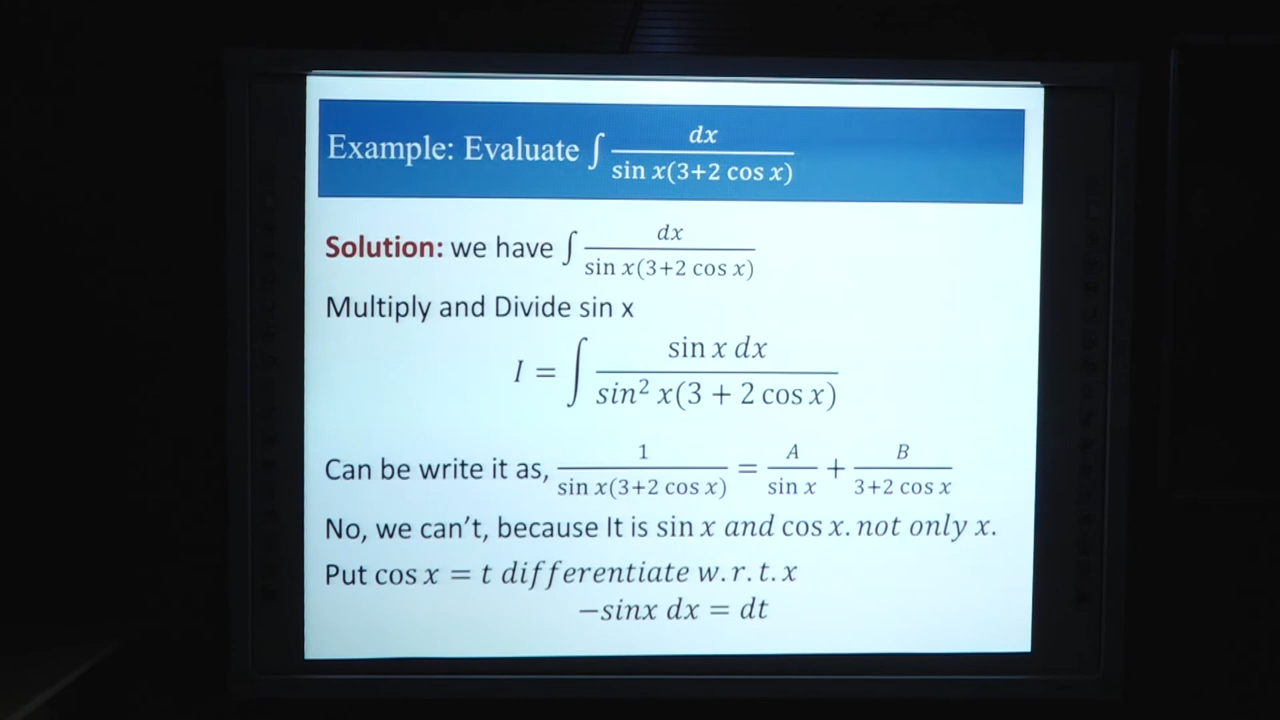 Example: Evaluate ∫ dx / sin x(3+2 cos x)
Solution: we have ∫ dx / sin x(3+2 cos x)
Multiply and Divide sin x
I = ∫ sin x dx / sin² x(3 + 2 cos x)
Can be write it as, 1 / sin x(3+2 cos x) = A / sin x + B / 3+2 cos x
No, we can't, because It is sin x and cos x. not only x.
Put cos x = t differentiate w.r.t.x
−sinx dx = dt